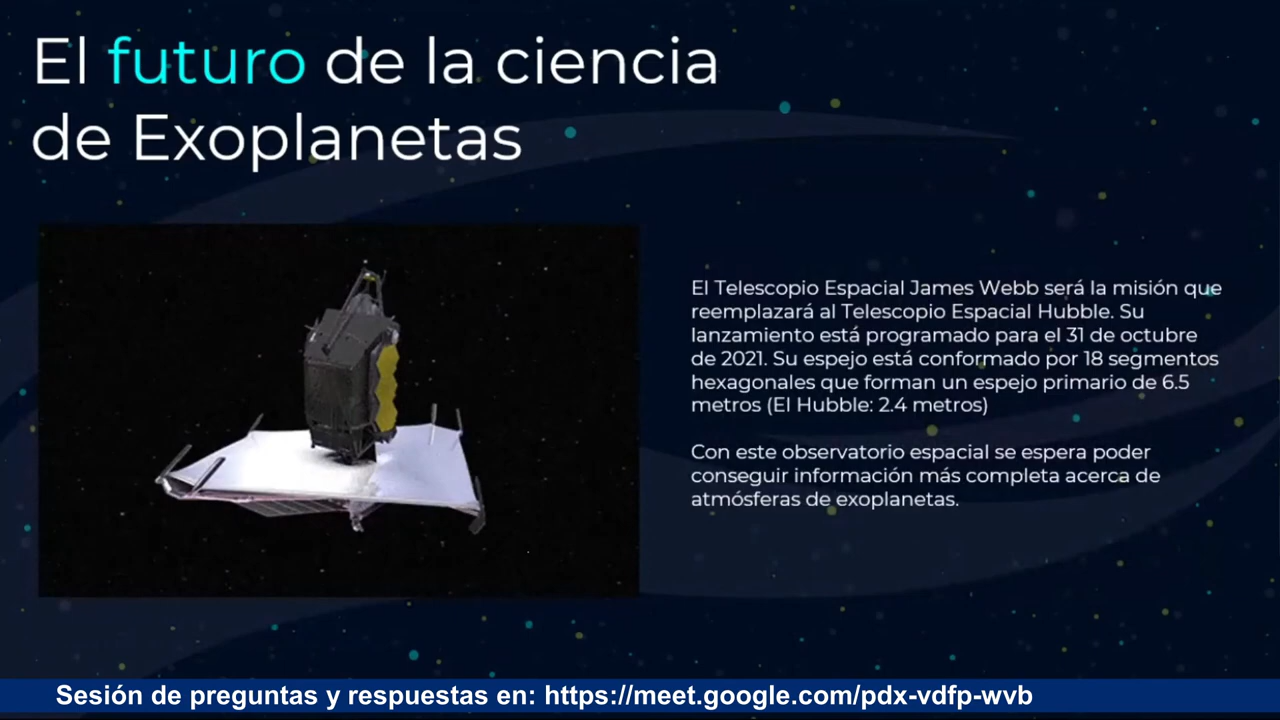 El futuro de la ciencia
de Exoplanetas
El Telescopio Espacial James Webb será la misión que
reemplazará al Telescopio Espacial Hubble. Su
lanzamiento está programado para el 31 de octubre
de 2021. Su espejo está conformado por 18 segmentos
hexagonales que forman un espejo primario de 6.5
metros (El Hubble: 2.4 metros)
Con este observatorio espacial se espera poder
conseguir información más completa acerca de
atmósferas de exoplanetas.
Sesión de preguntas y respuestas en: https://meet.google.com/pdx-vdfp-wvb